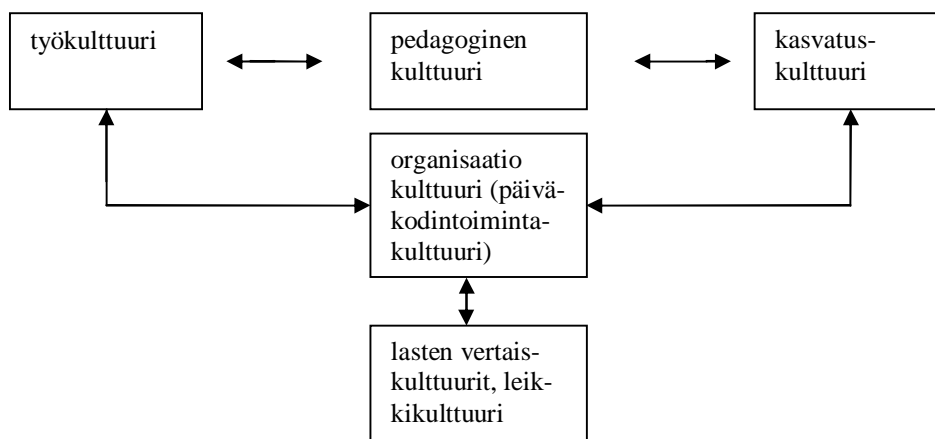 työkulttuuri
pedagoginen
kulttuuri
kasvatus-
kulttuuri
organisaatio
kulttuuri (päivä-
kodintoiminta-
kulttuuri)
lasten vertais-
kulttuurit, leik-
kikulttuuri